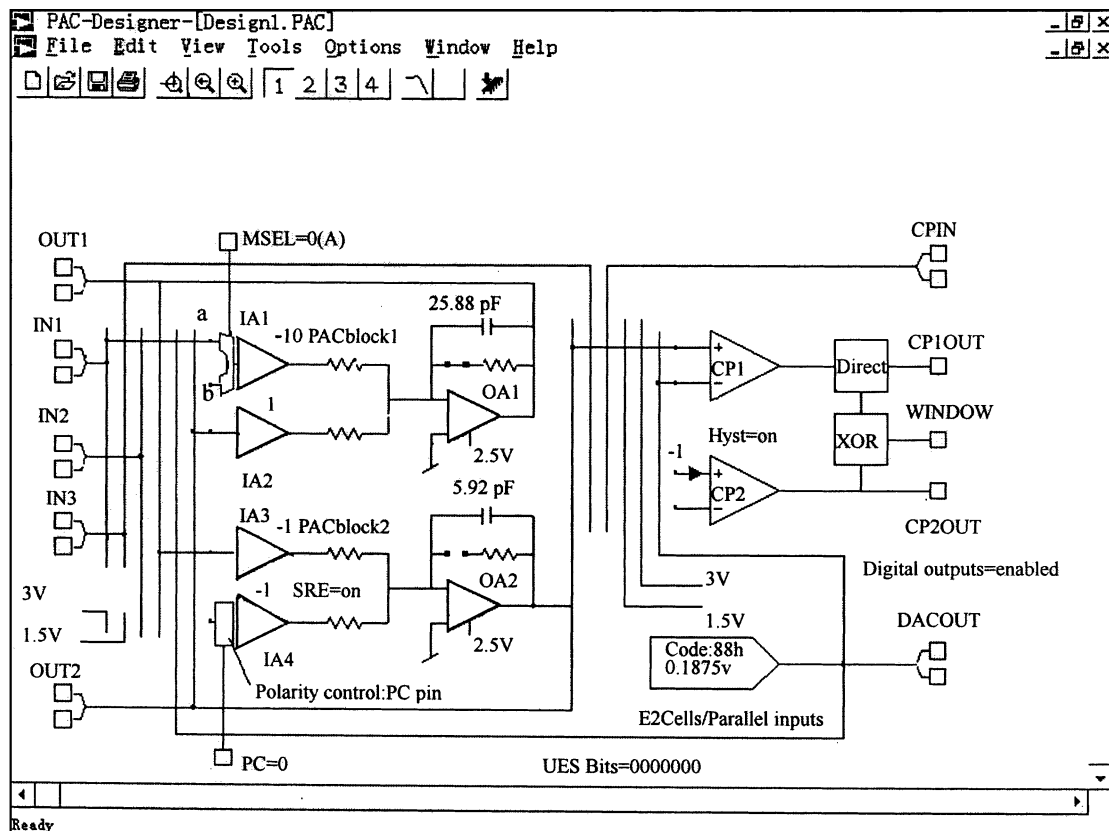 PAC-Designer-[Design1.PAC]
File Edit View Tools Options Window Help
1 2 3 4
MSEL=0(A)
CPIN
OUT1
25.88 pF
a
IA1
IN1
-10 PACblock1
CP1OUT
+
CP1
-
Direct
b
OA1
1
IN2
WINDOW
2.5V
Hyst=on
XOR
-1
+
CP2
-
IA2
5.92 pF
IN3
IA3
-1 PACblock2
CP2OUT
OA2
Digital outputs=enabled
3V
-1
SRE=on
3V
1.5V
2.5V
1.5V
DACOUT
IA4
Code:88h
0.1875v
OUT2
Polarity control:PC pin
E2Cells/Parallel inputs
PC=0
UES Bits=0000000
Ready